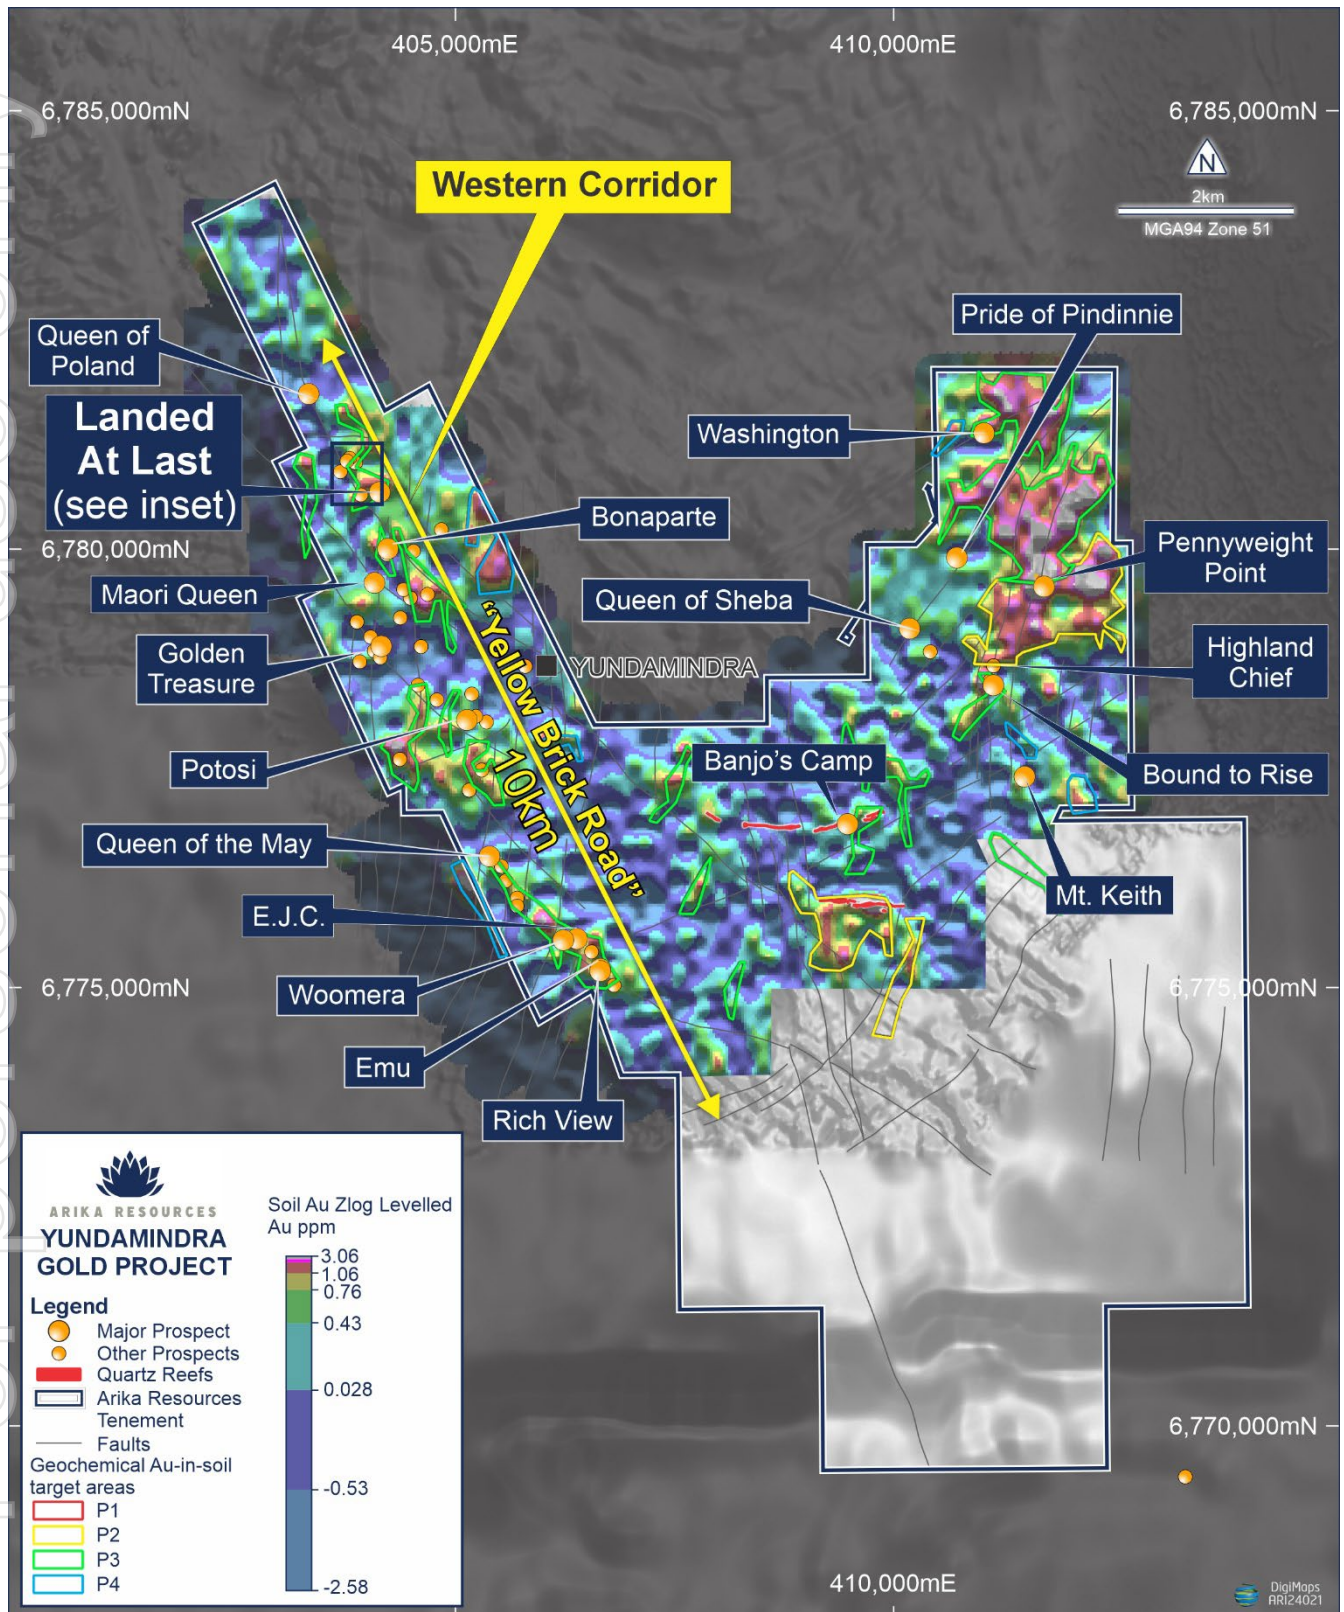 405,000mE
410,000mE
6,785,000mN
6,785,000mN
N
2km
MGA94 Zone 51
Western Corridor
Pride of Pindinnie
Queen of
Poland
Landed
At Last
(see inset)
Washington
Bonaparte
6,780,000mN
Pennyweight
Point
Maori Queen
Queen of Sheba
Golden
Treasure
YUNDAMINDRA
Highland
Chief
Potosi
"Yellow Brick Road"
10km
Banjo's Camp
Bound to Rise
Queen of the May
Mt. Keith
E.J.C.
Woomera
6,775,000mN
6,775,000mN
Emu
Rich View
ARIKA RESOURCES
YUNDAMINDRA
GOLD PROJECT
Legend
Major Prospect
Other Prospects
Quartz Reefs
Arika Resources
Tenement
Faults
Geochemical Au-in-soil
target areas
P1
P2
P3
P4
Soil Au Zlog Levelled
Au ppm
3.06
1.06
0.76
0.43
0.028
-0.53
-2.58
6,770,000mN
410,000mE
DigiMaps
ARI24021